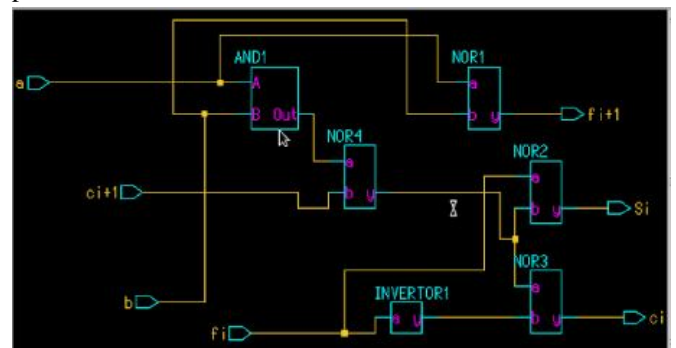 AND1
NOR1
a
A
a
B Out
b y
fi+1
NOR4
a
NOR2
a
ci+1
b y
b y
Si
NOR3
a
b
INVERTOR1
fi
a y
b y
ci